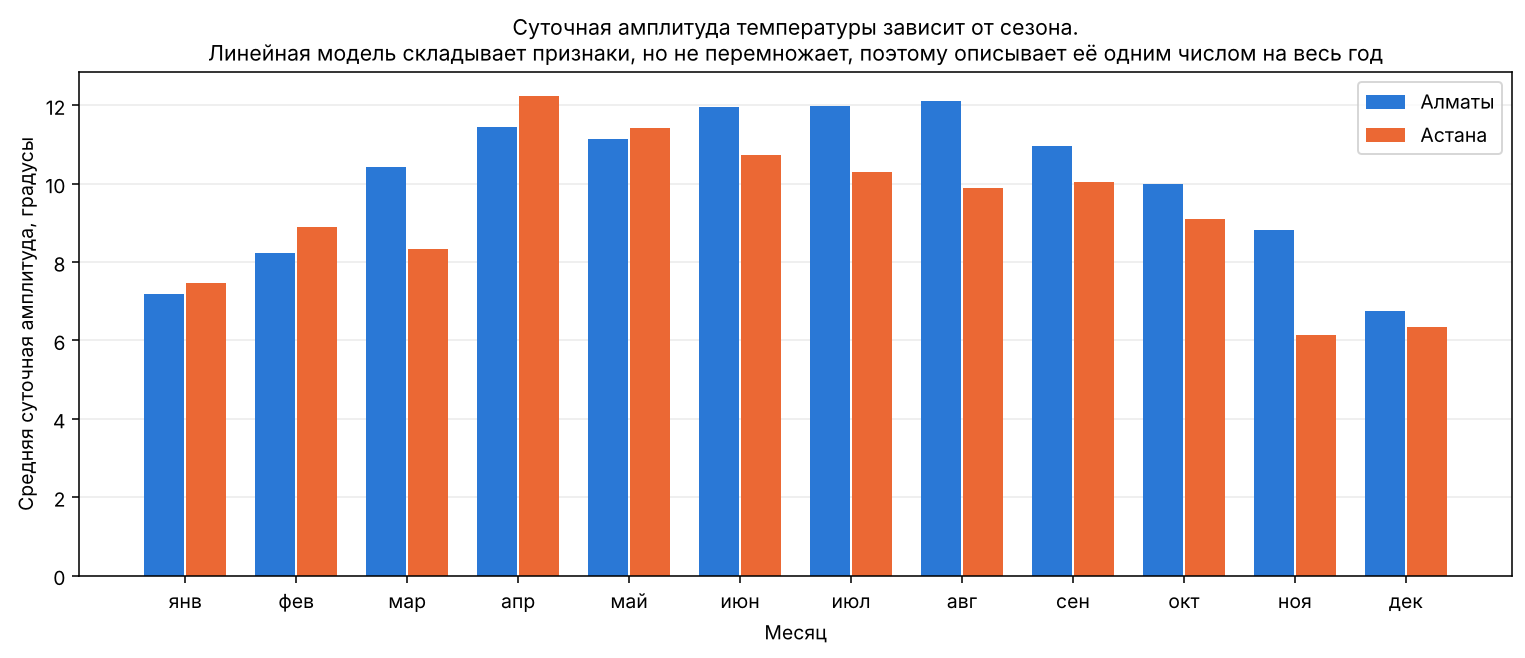 Суточная амплитуда температуры зависит от сезона.
Линейная модель складывает признаки, но не перемножает, поэтому описывает её одним числом на весь год
Средняя суточная амплитуда, градусы
12
10
8
6
4
2
0
Алматы
Астана
янв
фев
мар
апр
май
июн
июл
авг
сен
окт
ноя
дек
Месяц